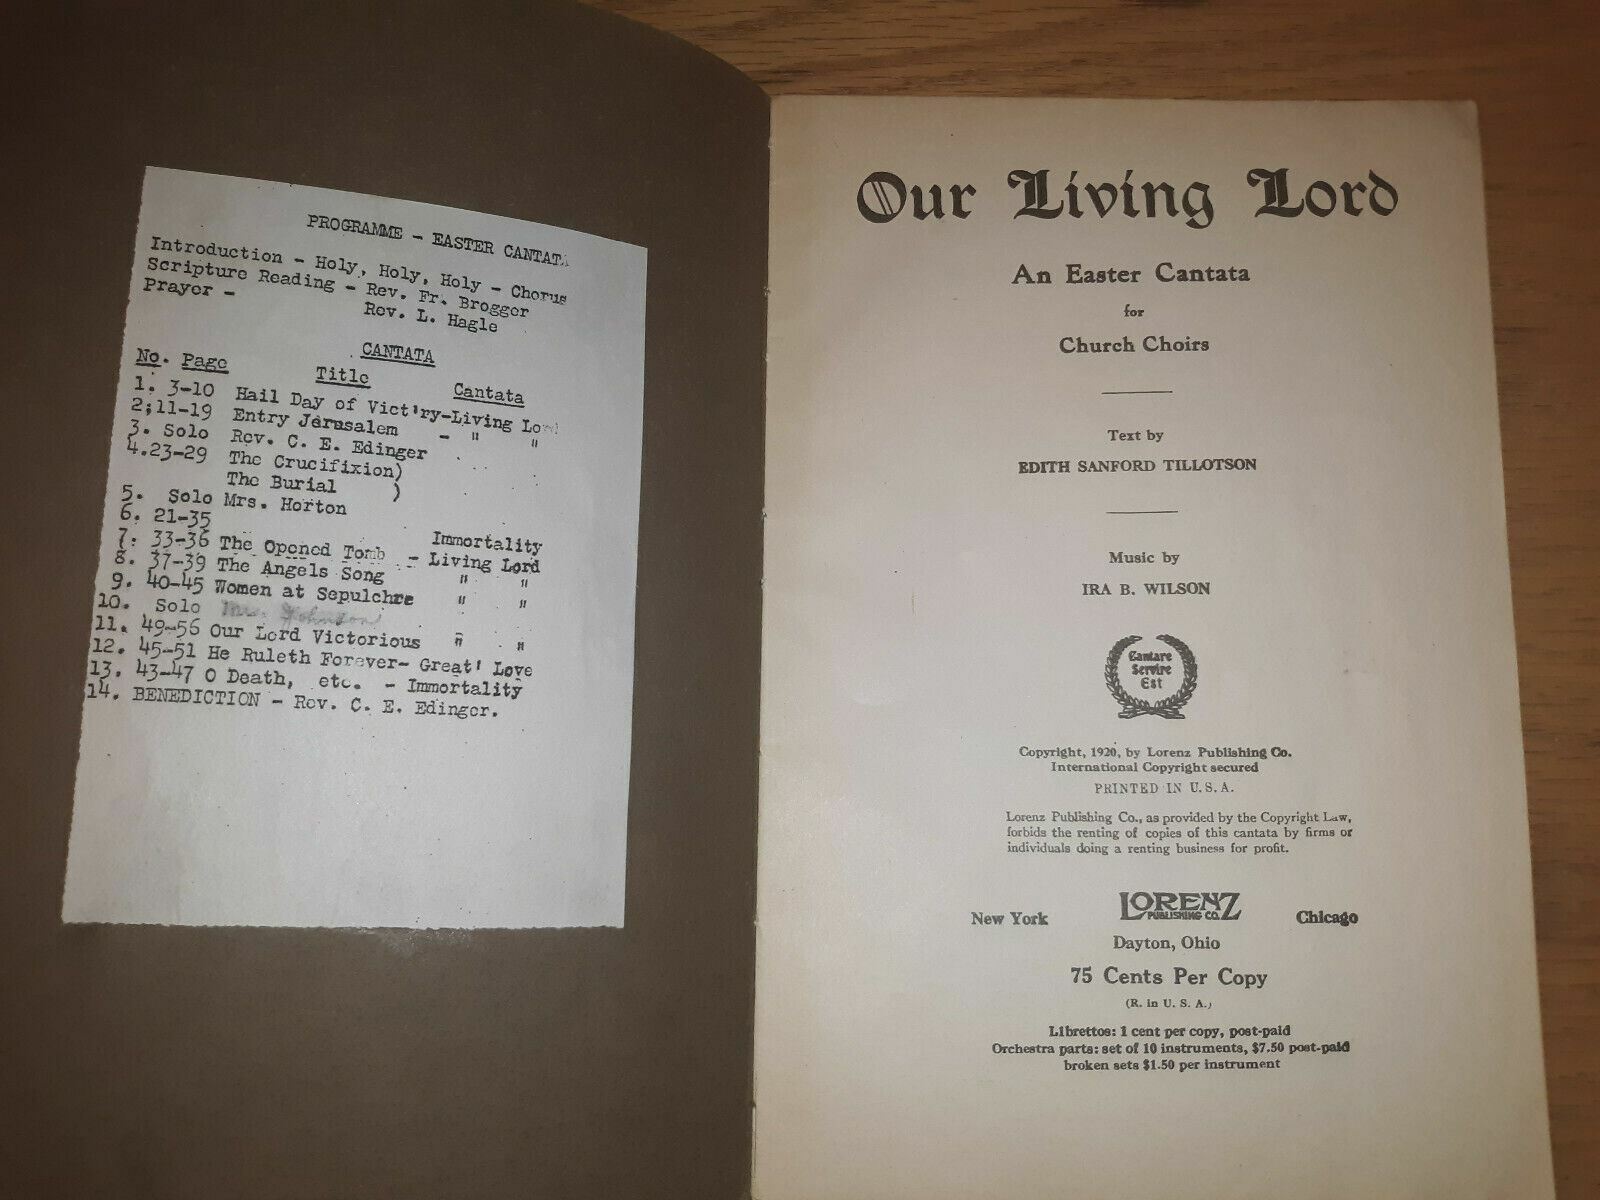 PROGRAMME - EASTER CANTATA
Introduction - Holy, Holy, Holy - Chorus
Scripture Reading - Rev. Fr. Brogger
Prayer - Rev. L. Hagle
CANTATA
No. Page Title Cantata
1. 3-10 Hail Day of Vict'ry-Living Lord
2;11-19 Entry Jerusalem - " "
3. Solo Rev. C. E. Edinger
4.23-29 The Crucifixion)
The Burial )
5. Solo Mrs. Horton
6. 21-35 Immortality
7. 33-36 The Opened Tomb - Living Lord
8. 37-39 The Angels Song " "
9. 40-45 Women at Sepulchre " "
10. Solo Mrs. Johnson
11. 49-56 Our Lord Victorious " "
12. 45-51 He Ruleth Forever- Great' Love
13. 43-47 O Death, etc. - Immortality
14. BENEDICTION - Rev. C. E. Edinger.
Our Living Lord
An Easter Cantata
for
Church Choirs
Text by
EDITH SANFORD TILLOTSON
Music by
IRA B. WILSON
Cantare
Servire
Est
Copyright, 1920, by Lorenz Publishing Co.
International Copyright secured
PRINTED IN U.S.A.
Lorenz Publishing Co., as provided by the Copyright Law,
forbids the renting of copies of this cantata by firms or
individuals doing a renting business for profit.
New York LORENZ PUBLISHING CO. Chicago
Dayton, Ohio
75 Cents Per Copy
(R. in U. S. A.)
Librettos: 1 cent per copy, post-paid
Orchestra parts: set of 10 instruments, $7.50 post-paid
broken sets $1.50 per instrument